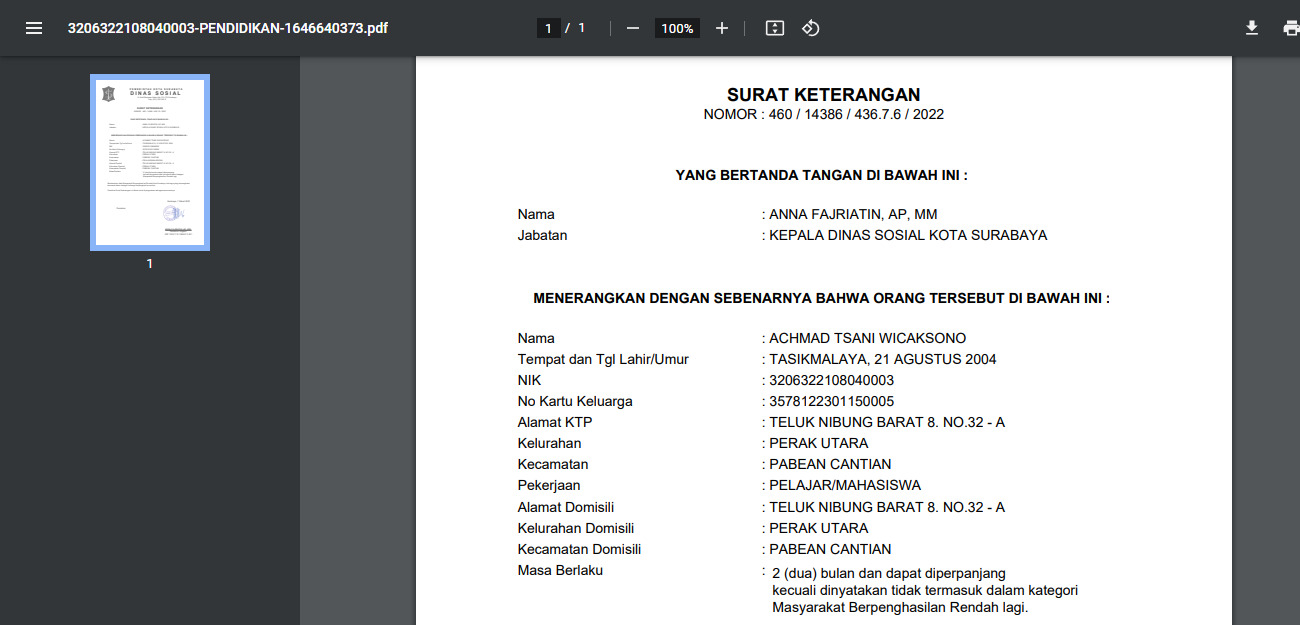 3206322108040003-PENDIDIKAN-1646640373.pdf
1 / 1
100%
PEMERINTAH KOTA SURABAYA
DINAS SOSIAL
1
SURAT KETERANGAN
NOMOR : 460 / 14386 / 436.7.6 / 2022
YANG BERTANDA TANGAN DI BAWAH INI :
Nama : ANNA FAJRIATIN, AP, MM
Jabatan : KEPALA DINAS SOSIAL KOTA SURABAYA
MENERANGKAN DENGAN SEBENARNYA BAHWA ORANG TERSEBUT DI BAWAH INI :
Nama : ACHMAD TSANI WICAKSONO
Tempat dan Tgl Lahir/Umur : TASIKMALAYA, 21 AGUSTUS 2004
NIK : 3206322108040003
No Kartu Keluarga : 3578122301150005
Alamat KTP : TELUK NIBUNG BARAT 8. NO.32 - A
Kelurahan : PERAK UTARA
Kecamatan : PABEAN CANTIAN
Pekerjaan : PELAJAR/MAHASISWA
Alamat Domisili : TELUK NIBUNG BARAT 8. NO.32 - A
Kelurahan Domisili : PERAK UTARA
Kecamatan Domisili : PABEAN CANTIAN
Masa Berlaku : 2 (dua) bulan dan dapat diperpanjang
kecuali dinyatakan tidak termasuk dalam kategori
Masyarakat Berpenghasilan Rendah lagi.